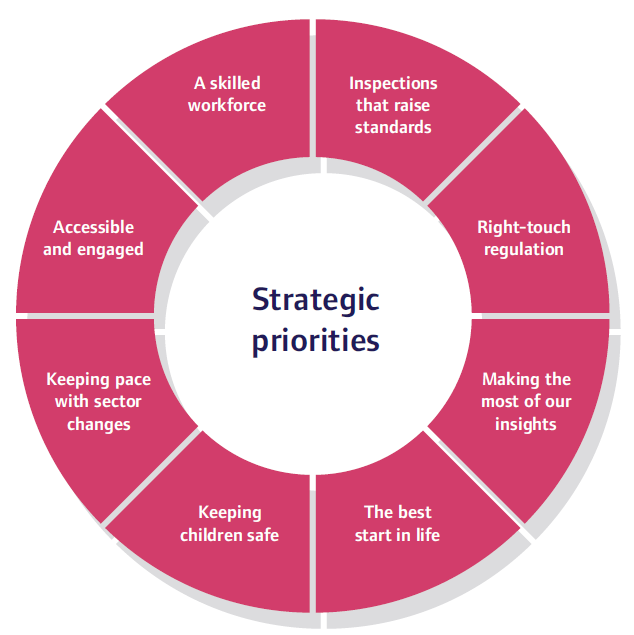 Strategic
priorities
Inspections
that raise
standards
Right-touch
regulation
Making the
most of our
insights
The best
start in life
Keeping
children safe
Keeping pace
with sector
changes
Accessible
and engaged
A skilled
workforce